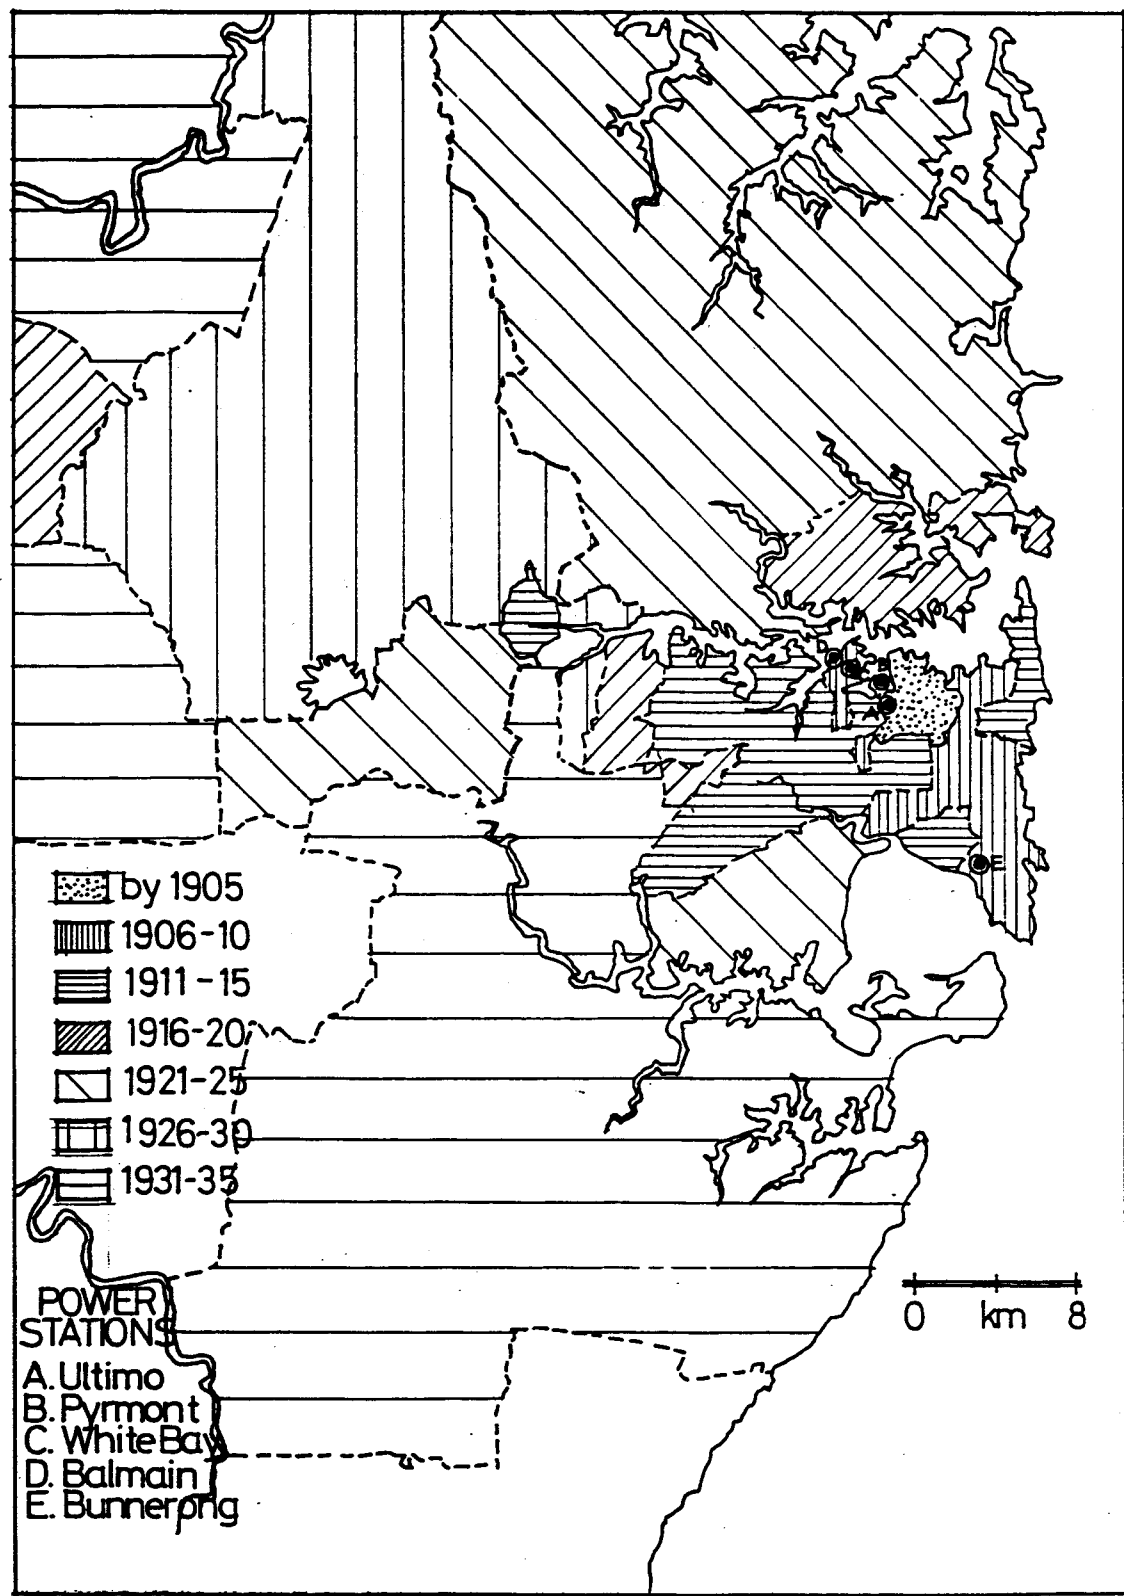 D
C
B
A
E
by 1905
1906-10
1911-15
1916-20
1921-25
1926-30
1931-35
0 km 8
POWER
STATIONS
A. Ultimo
B. Pyrmont
C. White Bay
D. Balmain
E. Bunnerong